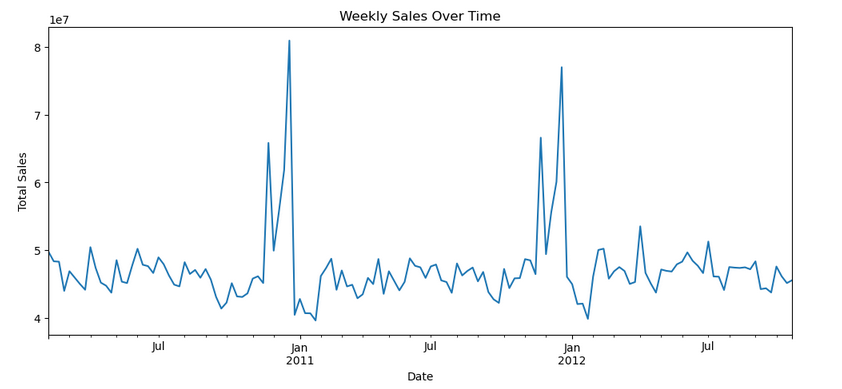 Weekly Sales Over Time
1e7
8
7
6
5
4
Total Sales
Jul
Jan
2011
Jul
Jan
2012
Jul
Date